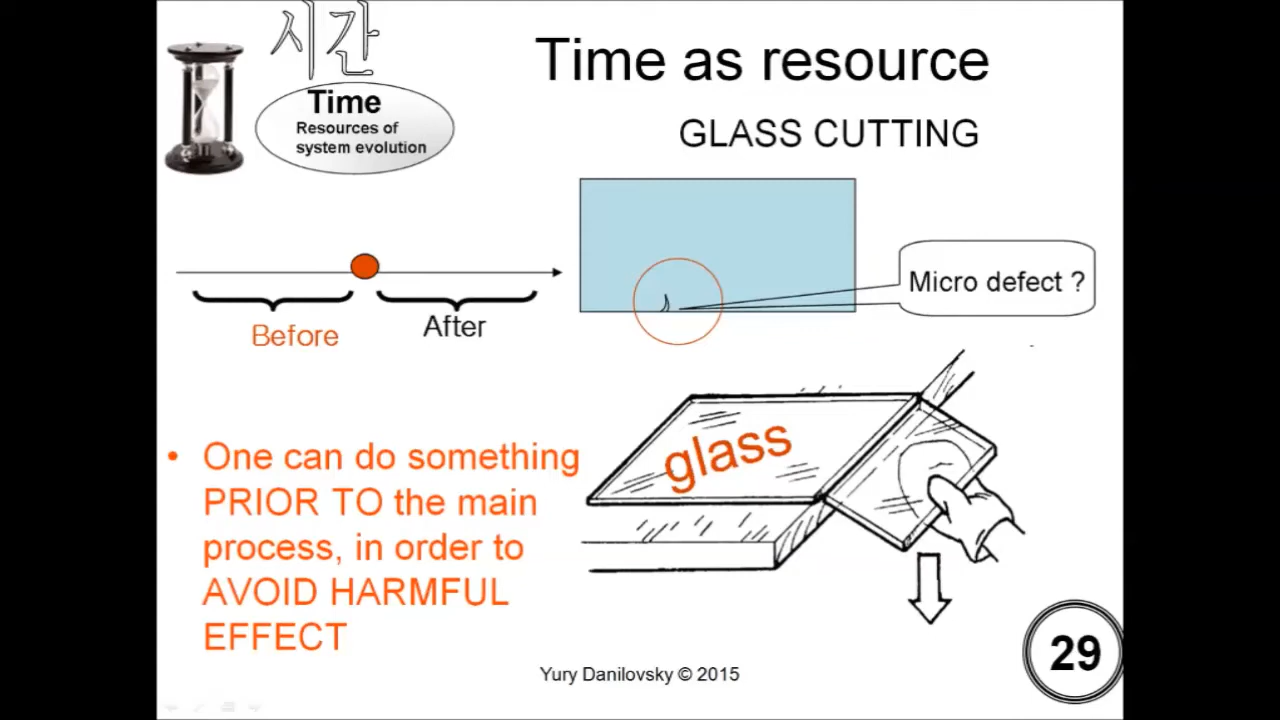 시간
Time as resource
Time
Resources of
system evolution
GLASS CUTTING
Micro defect ?
Before
After
glass
• One can do something
PRIOR TO the main
process, in order to
AVOID HARMFUL
EFFECT
29
Yury Danilovsky © 2015